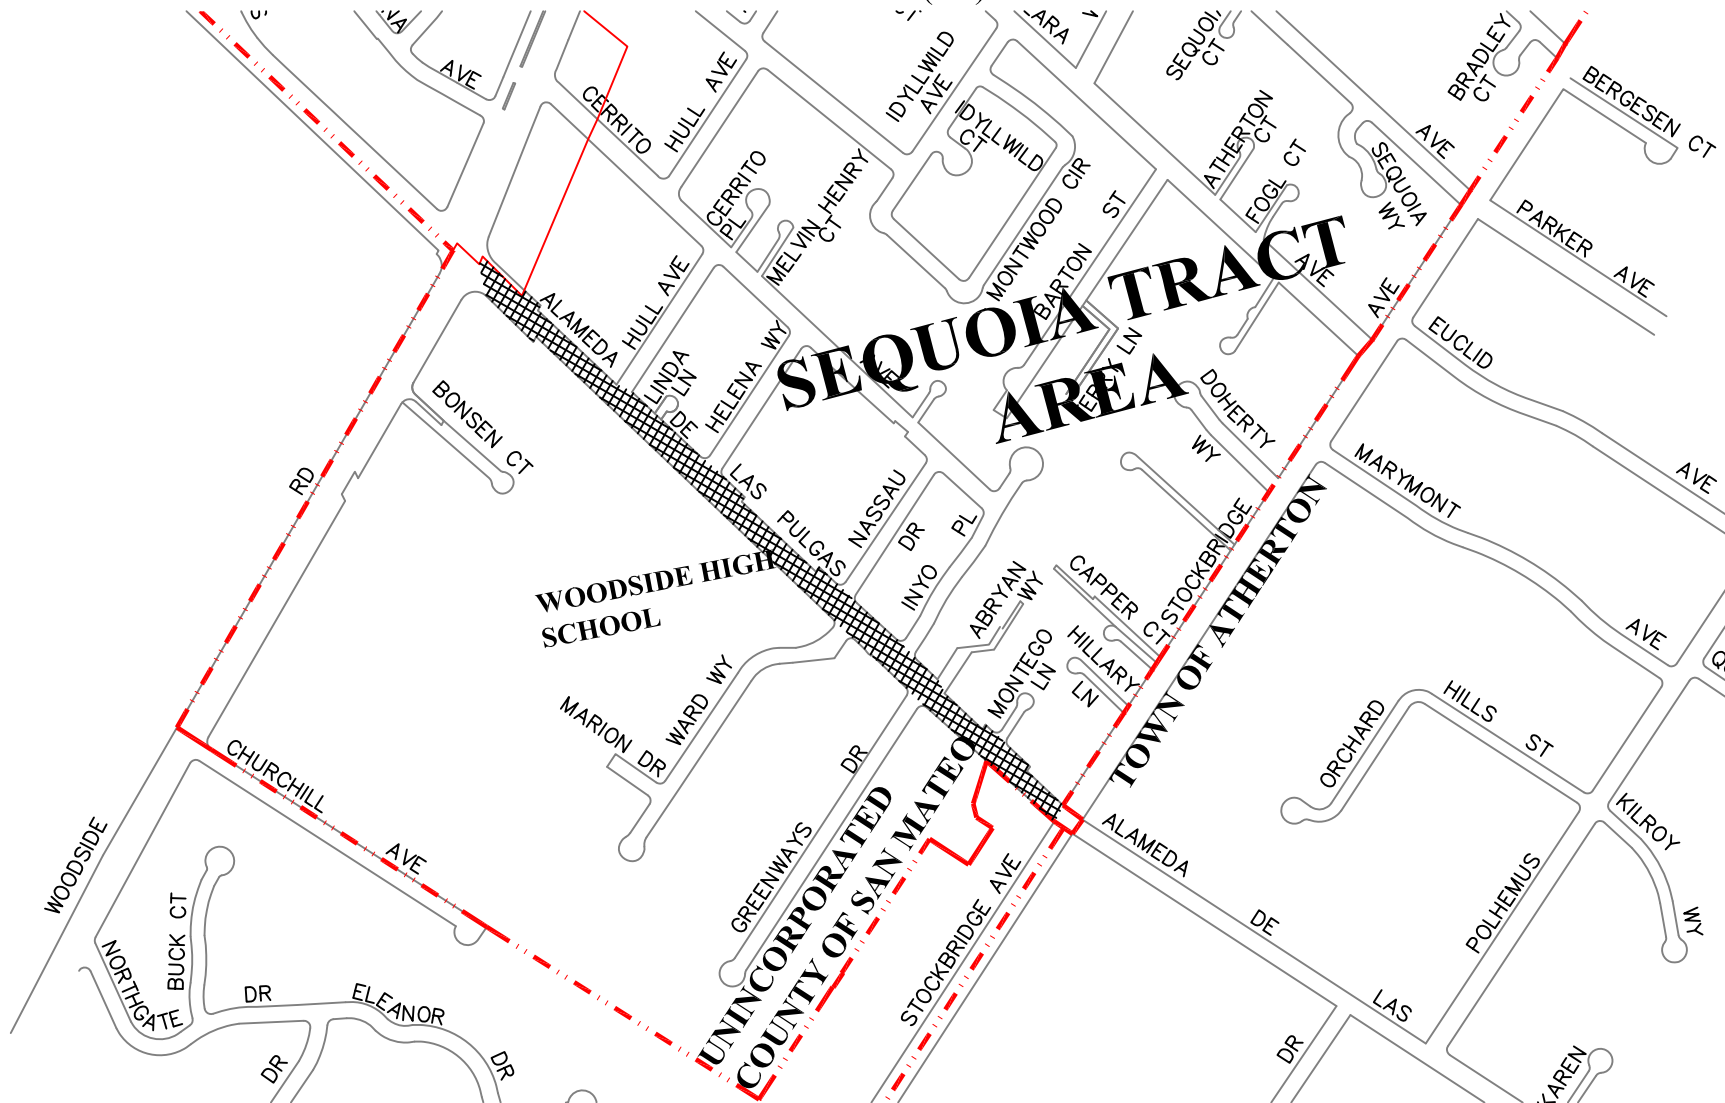 AVE
CERRITO
HULL AVE
IDYLLWILD
AVE
SEQUOIA
CT
BRADLEY
CT
BERGESEN CT
IDYLLWILD
CT
ATHERTON
CT
AVE
SEQUOIA
WY
FOGL CT
CERRITO
PL
MELVIN HENRY
CT
MONTWOOD CIR
BARTON ST
PARKER AVE
AVE
AVE
SEQUOIA TRACT
AREA
ALAMEDA
DE
LAS
PULGAS
HULL AVE
LINDA
LN
HELENA WY
EUCLID
AVE
BONSEN CT
DOHERTY
WY
MARYMONT
AVE
RD
NASSAU
DR
INYO
PL
STOCKBRIDGE
TOWN OF ATHERTON
WOODSIDE HIGH
SCHOOL
ABRYAN
WY
CAPPER
CT
HILLARY
LN
MONTEGO
LN
WARD WY
MARION DR
HILLS
ST
ORCHARD
CHURCHILL
AVE
GREENWAYS
DR
UNINCORPORATED
COUNTY OF SAN MATEO
ALAMEDA
DE
LAS
KILROY
WY
POLHEMUS
WOODSIDE
BUCK CT
NORTHGATE
DR
ELEANOR
DR
DR
STOCKBRIDGE AVE
DR
KAREN